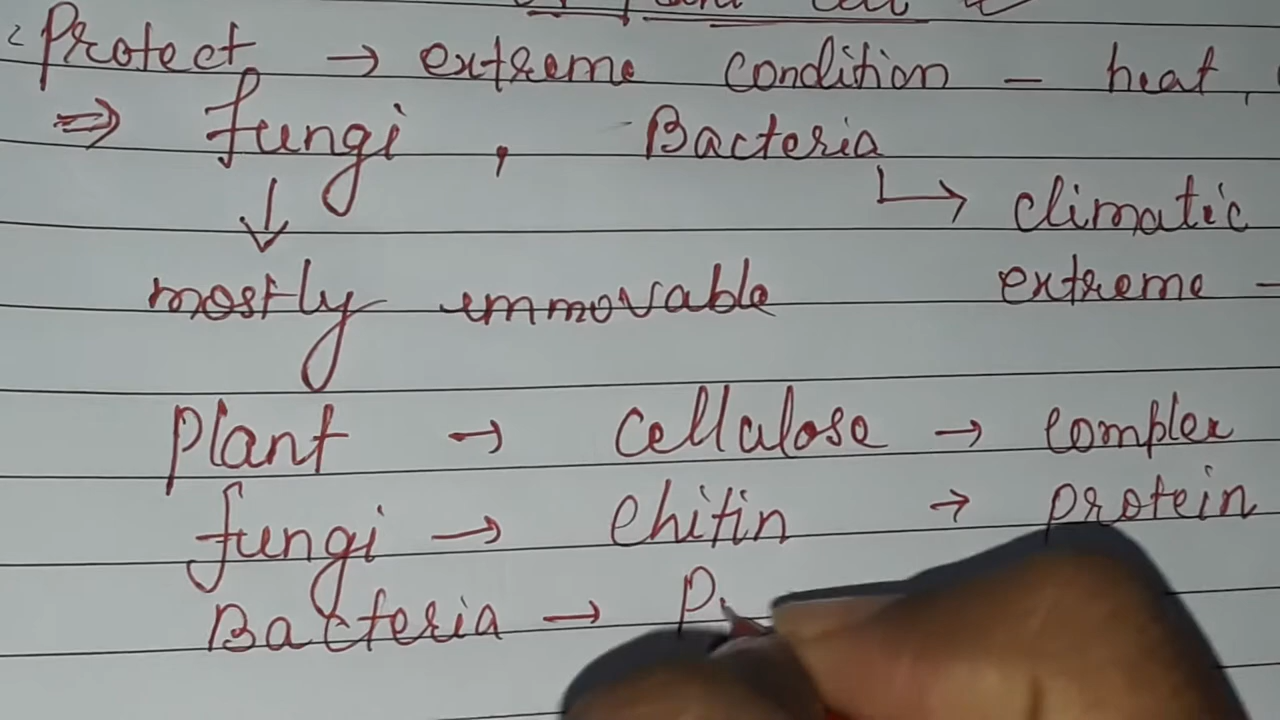 Protect → extreme condition - heat,
⇒ fungi, Bacteria
↓ ↳ climatic
mostly immovable extreme -
Plant → cellulose → complex
fungi → chitin → protein
Bacteria → P